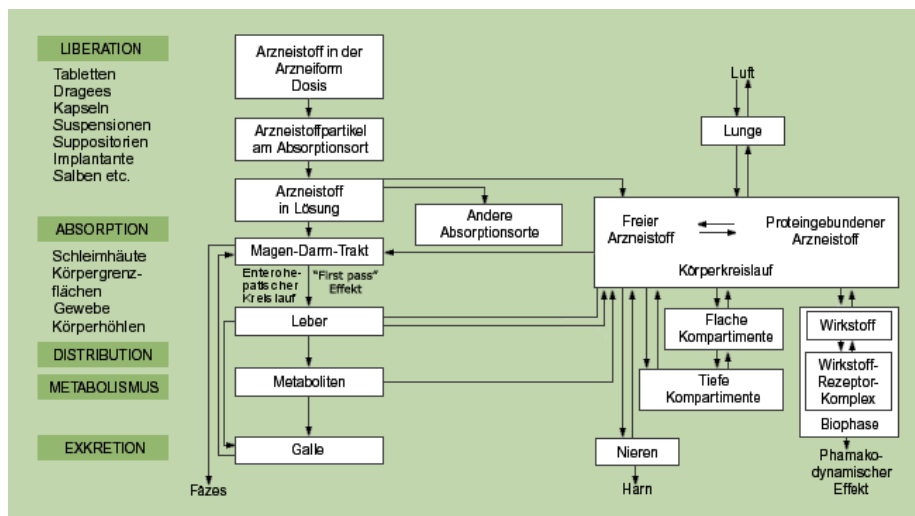 LIBERATION
Tabletten
Dragees
Kapseln
Suspensionen
Suppositorien
Implantante
Salben etc.
ABSORPTION
Schleimhäute
Körpergrenz-
flächen
Gewebe
Körperhöhlen
DISTRIBUTION
METABOLISMUS
EXKRETION
Arzneistoff in der
Arzneiform
Dosis
Arzneistoffpartikel
am Absorptionsort
Arzneistoff
in Lösung
Andere
Absorptionsorte
Magen-Darm-Trakt
Enterohe-
patischer
Kreislauf
"First pass"
Effekt
Leber
Metaboliten
Galle
Fäzes
Luft
Lunge
Freier
Arzneistoff
Proteingebundener
Arzneistoff
Körperkreislauf
Flache
Kompartimente
Tiefe
Kompartimente
Nieren
Harn
Wirkstoff
Wirkstoff-
Rezeptor-
Komplex
Biophase
Phamako-
dynamischer
Effekt